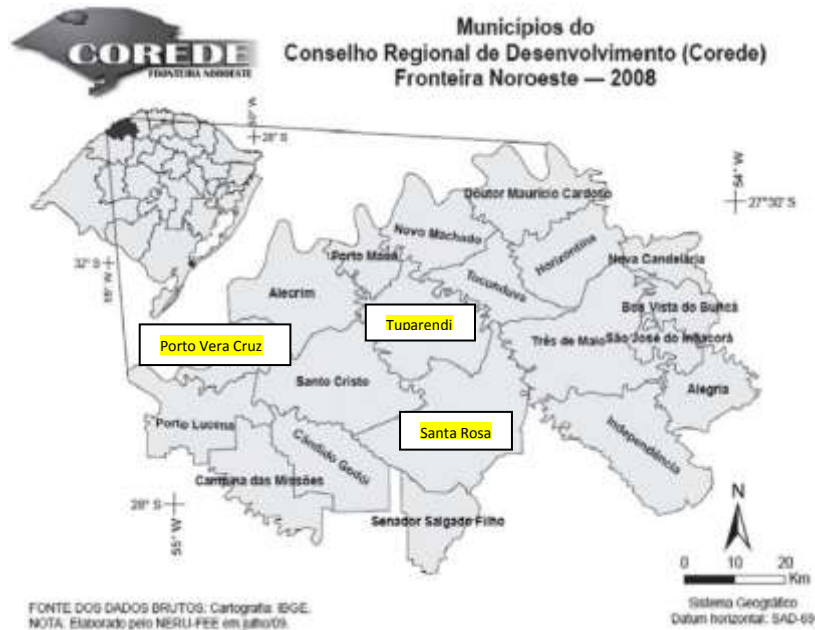 COREDE
FRONTEIRA NOROESTE
Municípios do
Conselho Regional de Desenvolvimento (Corede)
Fronteira Noroeste — 2008
28° S
54° W
27°30' S
32° S
Doutor Maurício Cardoso
Novo Machado
Horizontina
Nova Candelária
Porto Mauá
Tucunduva
Alecrim
Boa Vista do Buricá
Tuparendi
Porto Vera Cruz
Três de Maio
São José do Inhacorá
Santo Cristo
Alegria
Porto Lucena
Santa Rosa
Independência
Cândido Godói
Campina das Missões
28° S
55° W
Senador Salgado Filho
N
0 10 20
Km
FONTE DOS DADOS BRUTOS: Cartografia: IBGE.
NOTA: Elaborado pelo NERU-FEE em julho/09.
Sistema Geográfico
Datum horizontal: SAD-69